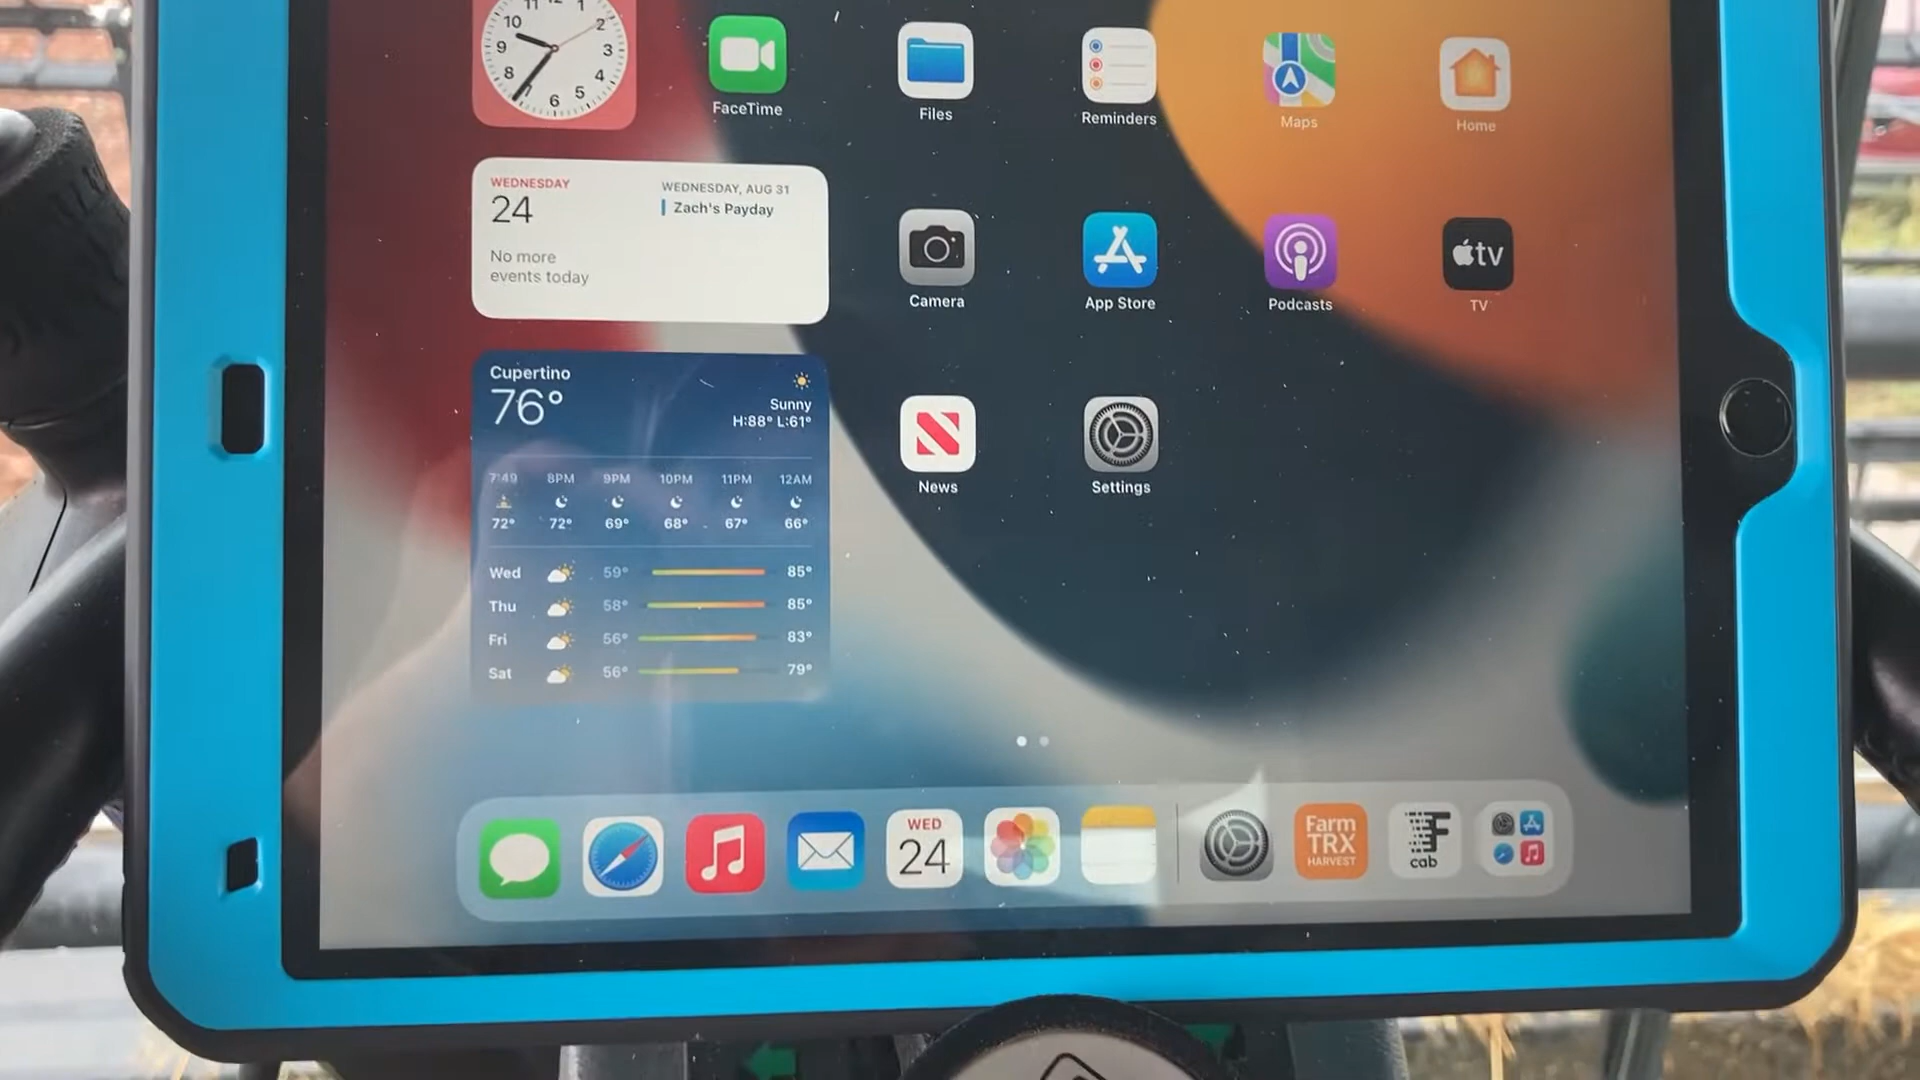 11 12 1
10 2
9 3
8 4
7 6 5
FaceTime
Files
Reminders
Maps
Home
WEDNESDAY
24
No more
events today
WEDNESDAY, AUG 31
Zach's Payday
Camera
App Store
Podcasts
tv
TV
Cupertino
76°
Sunny
H:88° L:61°
7:49 8PM 9PM 10PM 11PM 12AM
72° 72° 69° 68° 67° 66°
Wed 59° 85°
Thu 58° 85°
Fri 56° 83°
Sat 56° 79°
News
Settings
WED
24
Farm
TRX
HARVEST
F
cab